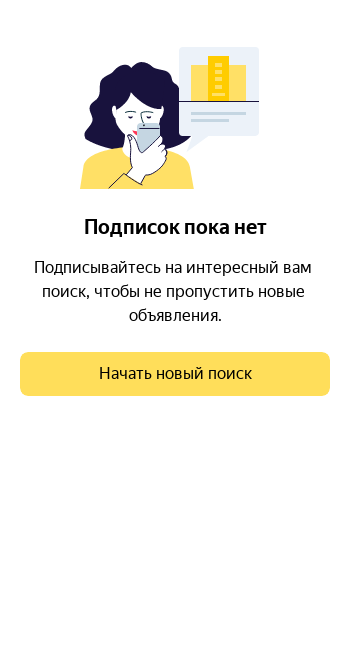 Подписок пока нет
Подписывайтесь на интересный вам
поиск, чтобы не пропустить новые
объявления.
Начать новый поиск